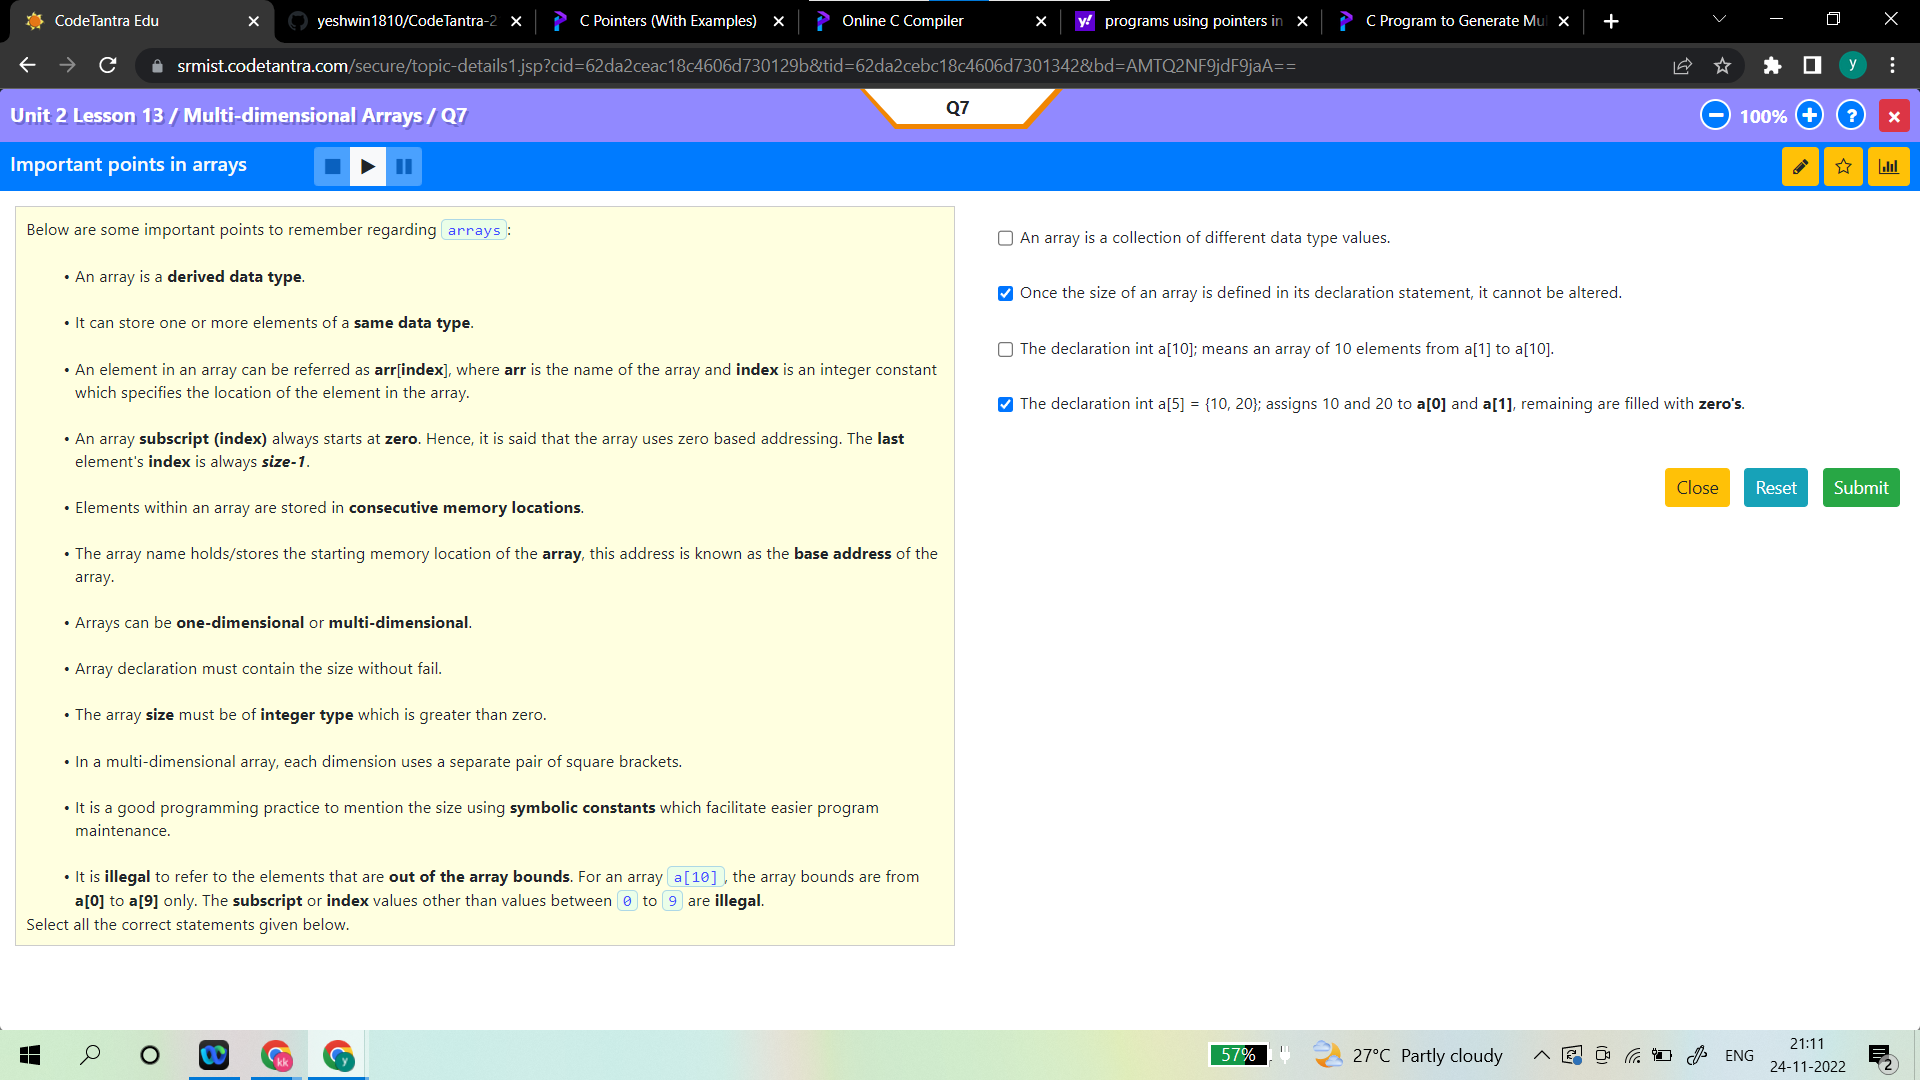 CodeTantra Edu
yeshwin1810/CodeTantra-2
C Pointers (With Examples)
Online C Compiler
programs using pointers in
C Program to Generate Mul
srmist.codetantra.com/secure/topic-details1.jsp?cid=62da2ceac18c4606d730129b&tid=62da2cebc18c4606d7301342&bd=AMTQ2NF9jdF9jaA==
y
Unit 2 Lesson 13 / Multi-dimensional Arrays / Q7
Q7
100%
?
Important points in arrays
Below are some important points to remember regarding arrays:
• An array is a derived data type.
• It can store one or more elements of a same data type.
• An element in an array can be referred as arr[index], where arr is the name of the array and index is an integer constant
which specifies the location of the element in the array.
• An array subscript (index) always starts at zero. Hence, it is said that the array uses zero based addressing. The last
element's index is always size-1.
• Elements within an array are stored in consecutive memory locations.
• The array name holds/stores the starting memory location of the array, this address is known as the base address of the
array.
• Arrays can be one-dimensional or multi-dimensional.
• Array declaration must contain the size without fail.
• The array size must be of integer type which is greater than zero.
• In a multi-dimensional array, each dimension uses a separate pair of square brackets.
• It is a good programming practice to mention the size using symbolic constants which facilitate easier program
maintenance.
• It is illegal to refer to the elements that are out of the array bounds. For an array a[10], the array bounds are from
a[0] to a[9] only. The subscript or index values other than values between 0 to 9 are illegal.
Select all the correct statements given below.
An array is a collection of different data type values.
Once the size of an array is defined in its declaration statement, it cannot be altered.
The declaration int a[10]; means an array of 10 elements from a[1] to a[10].
The declaration int a[5] = {10, 20}; assigns 10 and 20 to a[0] and a[1], remaining are filled with zero's.
Close
Reset
Submit
kk
y
57%
27°C Partly cloudy
ENG
21:11
24-11-2022
2